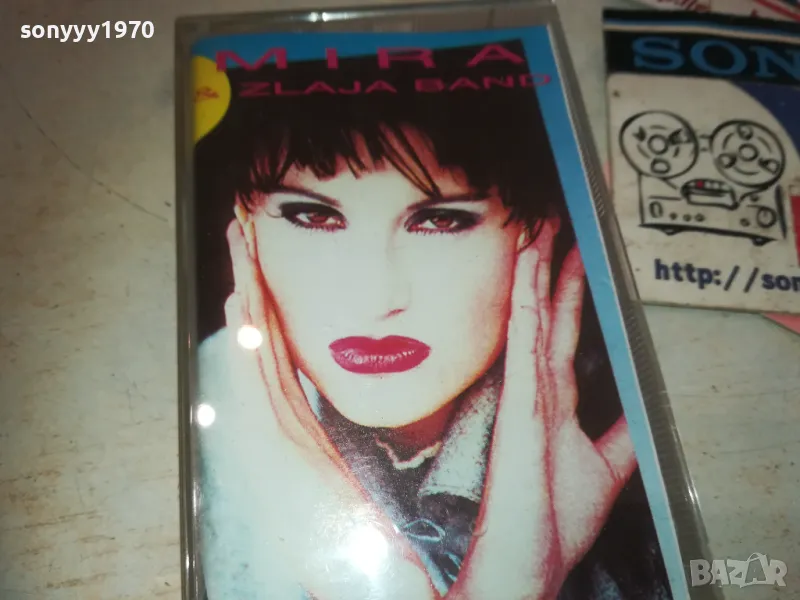 sonyyy1970
MIRA
& ZLAJA BAND
SON
http://son
BAZAR